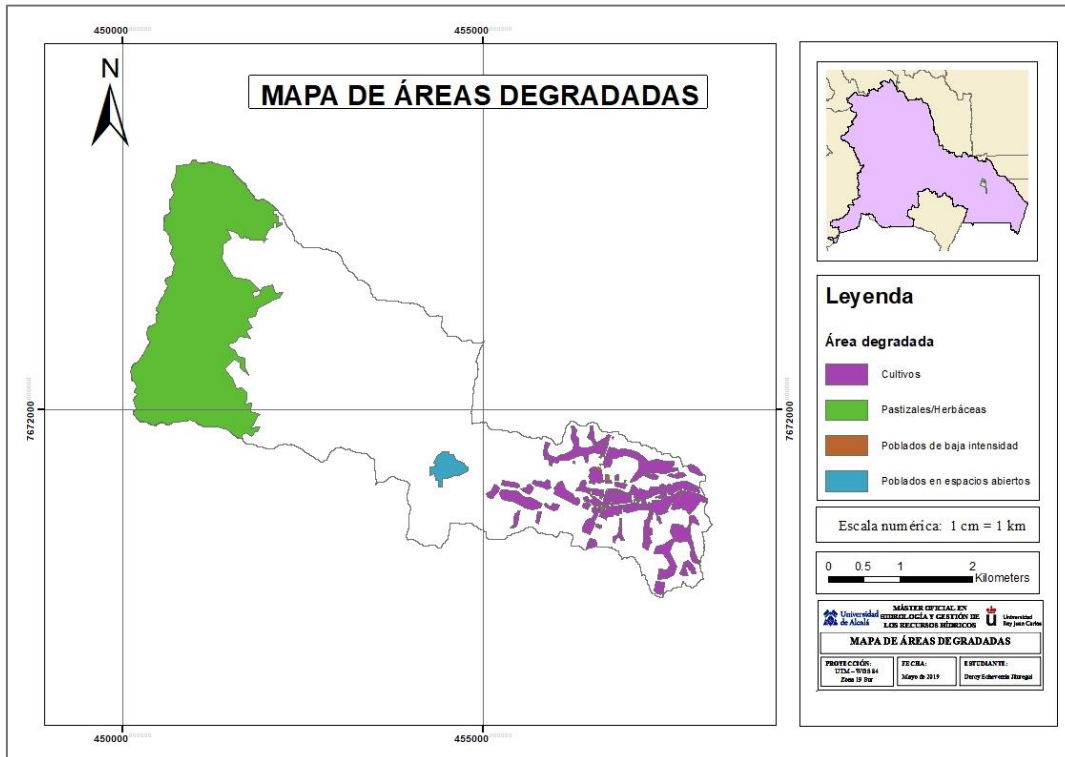 450000
455000
N
MAPA DE ÁREAS DEGRADADAS
7672000
7672000
450000
455000
Leyenda
Área degradada
Cultivos
Pastizales/Herbáceas
Poblados de baja intensidad
Poblados en espacios abiertos
Escala numérica: 1 cm = 1 km
0 0.5 1 2
Kilometers
Universidad de Alcalá
MÁSTER OFICIAL EN
HIDROLOGÍA Y GESTIÓN DE
LOS RECURSOS HÍDRICOS
Universidad
Rey Juan Carlos
MAPA DE ÁREAS DEGRADADAS
PROYECCIÓN:
UTM - WGS 84
Zona 19 Sur
FECHA:
Mayo de 2019
ESTUDIANTE:
Echeverría